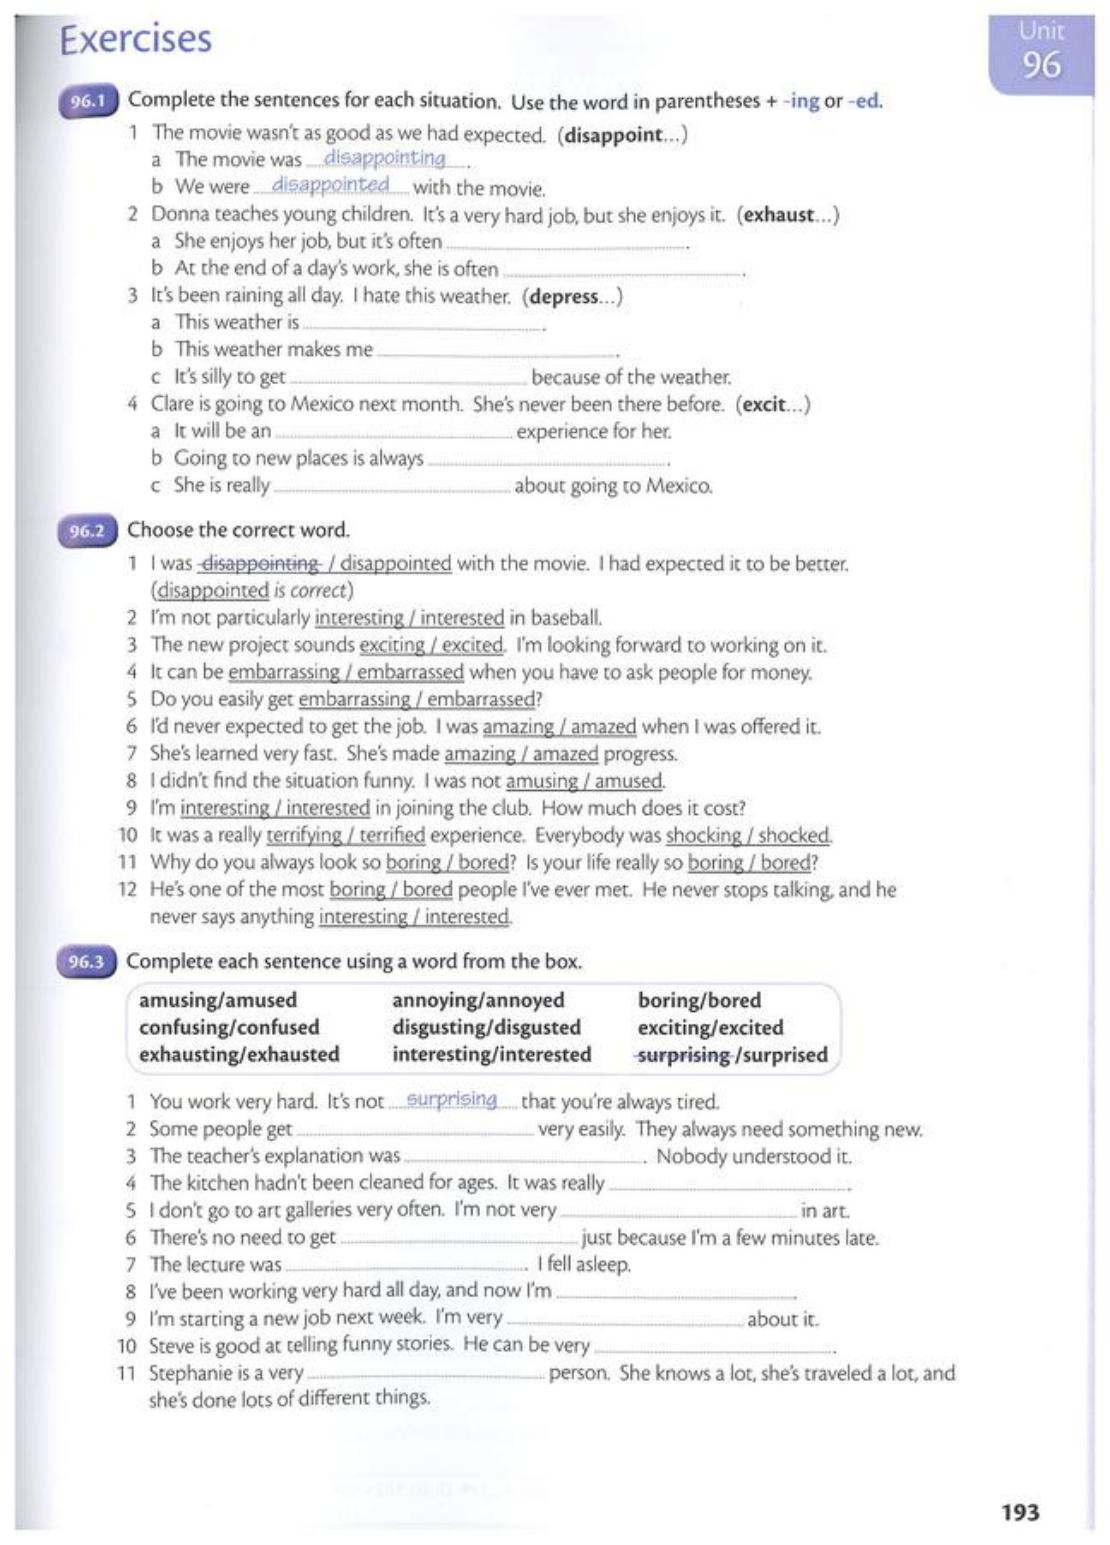 Exercises
Unit
96
96.1 Complete the sentences for each situation. Use the word in parentheses + -ing or -ed.
1 The movie wasn't as good as we had expected. (disappoint...)
a The movie was disappointing .
b We were disappointed with the movie.
2 Donna teaches young children. It's a very hard job, but she enjoys it. (exhaust...)
a She enjoys her job, but it's often .
b At the end of a day's work, she is often .
3 It's been raining all day. I hate this weather. (depress...)
a This weather is .
b This weather makes me .
c It's silly to get because of the weather.
4 Clare is going to Mexico next month. She's never been there before. (excit...)
a It will be an experience for her.
b Going to new places is always .
c She is really about going to Mexico.
96.2 Choose the correct word.
1 I was disappointing / disappointed with the movie. I had expected it to be better.
(disappointed is correct)
2 I'm not particularly interesting / interested in baseball.
3 The new project sounds exciting / excited. I'm looking forward to working on it.
4 It can be embarrassing / embarrassed when you have to ask people for money.
5 Do you easily get embarrassing / embarrassed?
6 I'd never expected to get the job. I was amazing / amazed when I was offered it.
7 She's learned very fast. She's made amazing / amazed progress.
8 I didn't find the situation funny. I was not amusing / amused.
9 I'm interesting / interested in joining the club. How much does it cost?
10 It was a really terrifying / terrified experience. Everybody was shocking / shocked.
11 Why do you always look so boring / bored? Is your life really so boring / bored?
12 He's one of the most boring / bored people I've ever met. He never stops talking, and he
never says anything interesting / interested.
96.3 Complete each sentence using a word from the box.
amusing/amused annoying/annoyed boring/bored
confusing/confused disgusting/disgusted exciting/excited
exhausting/exhausted interesting/interested surprising/surprised
1 You work very hard. It's not surprising that you're always tired.
2 Some people get very easily. They always need something new.
3 The teacher's explanation was . Nobody understood it.
4 The kitchen hadn't been cleaned for ages. It was really .
5 I don't go to art galleries very often. I'm not very in art.
6 There's no need to get just because I'm a few minutes late.
7 The lecture was . I fell asleep.
8 I've been working very hard all day, and now I'm .
9 I'm starting a new job next week. I'm very about it.
10 Steve is good at telling funny stories. He can be very .
11 Stephanie is a very person. She knows a lot, she's traveled a lot, and
she's done lots of different things.
193